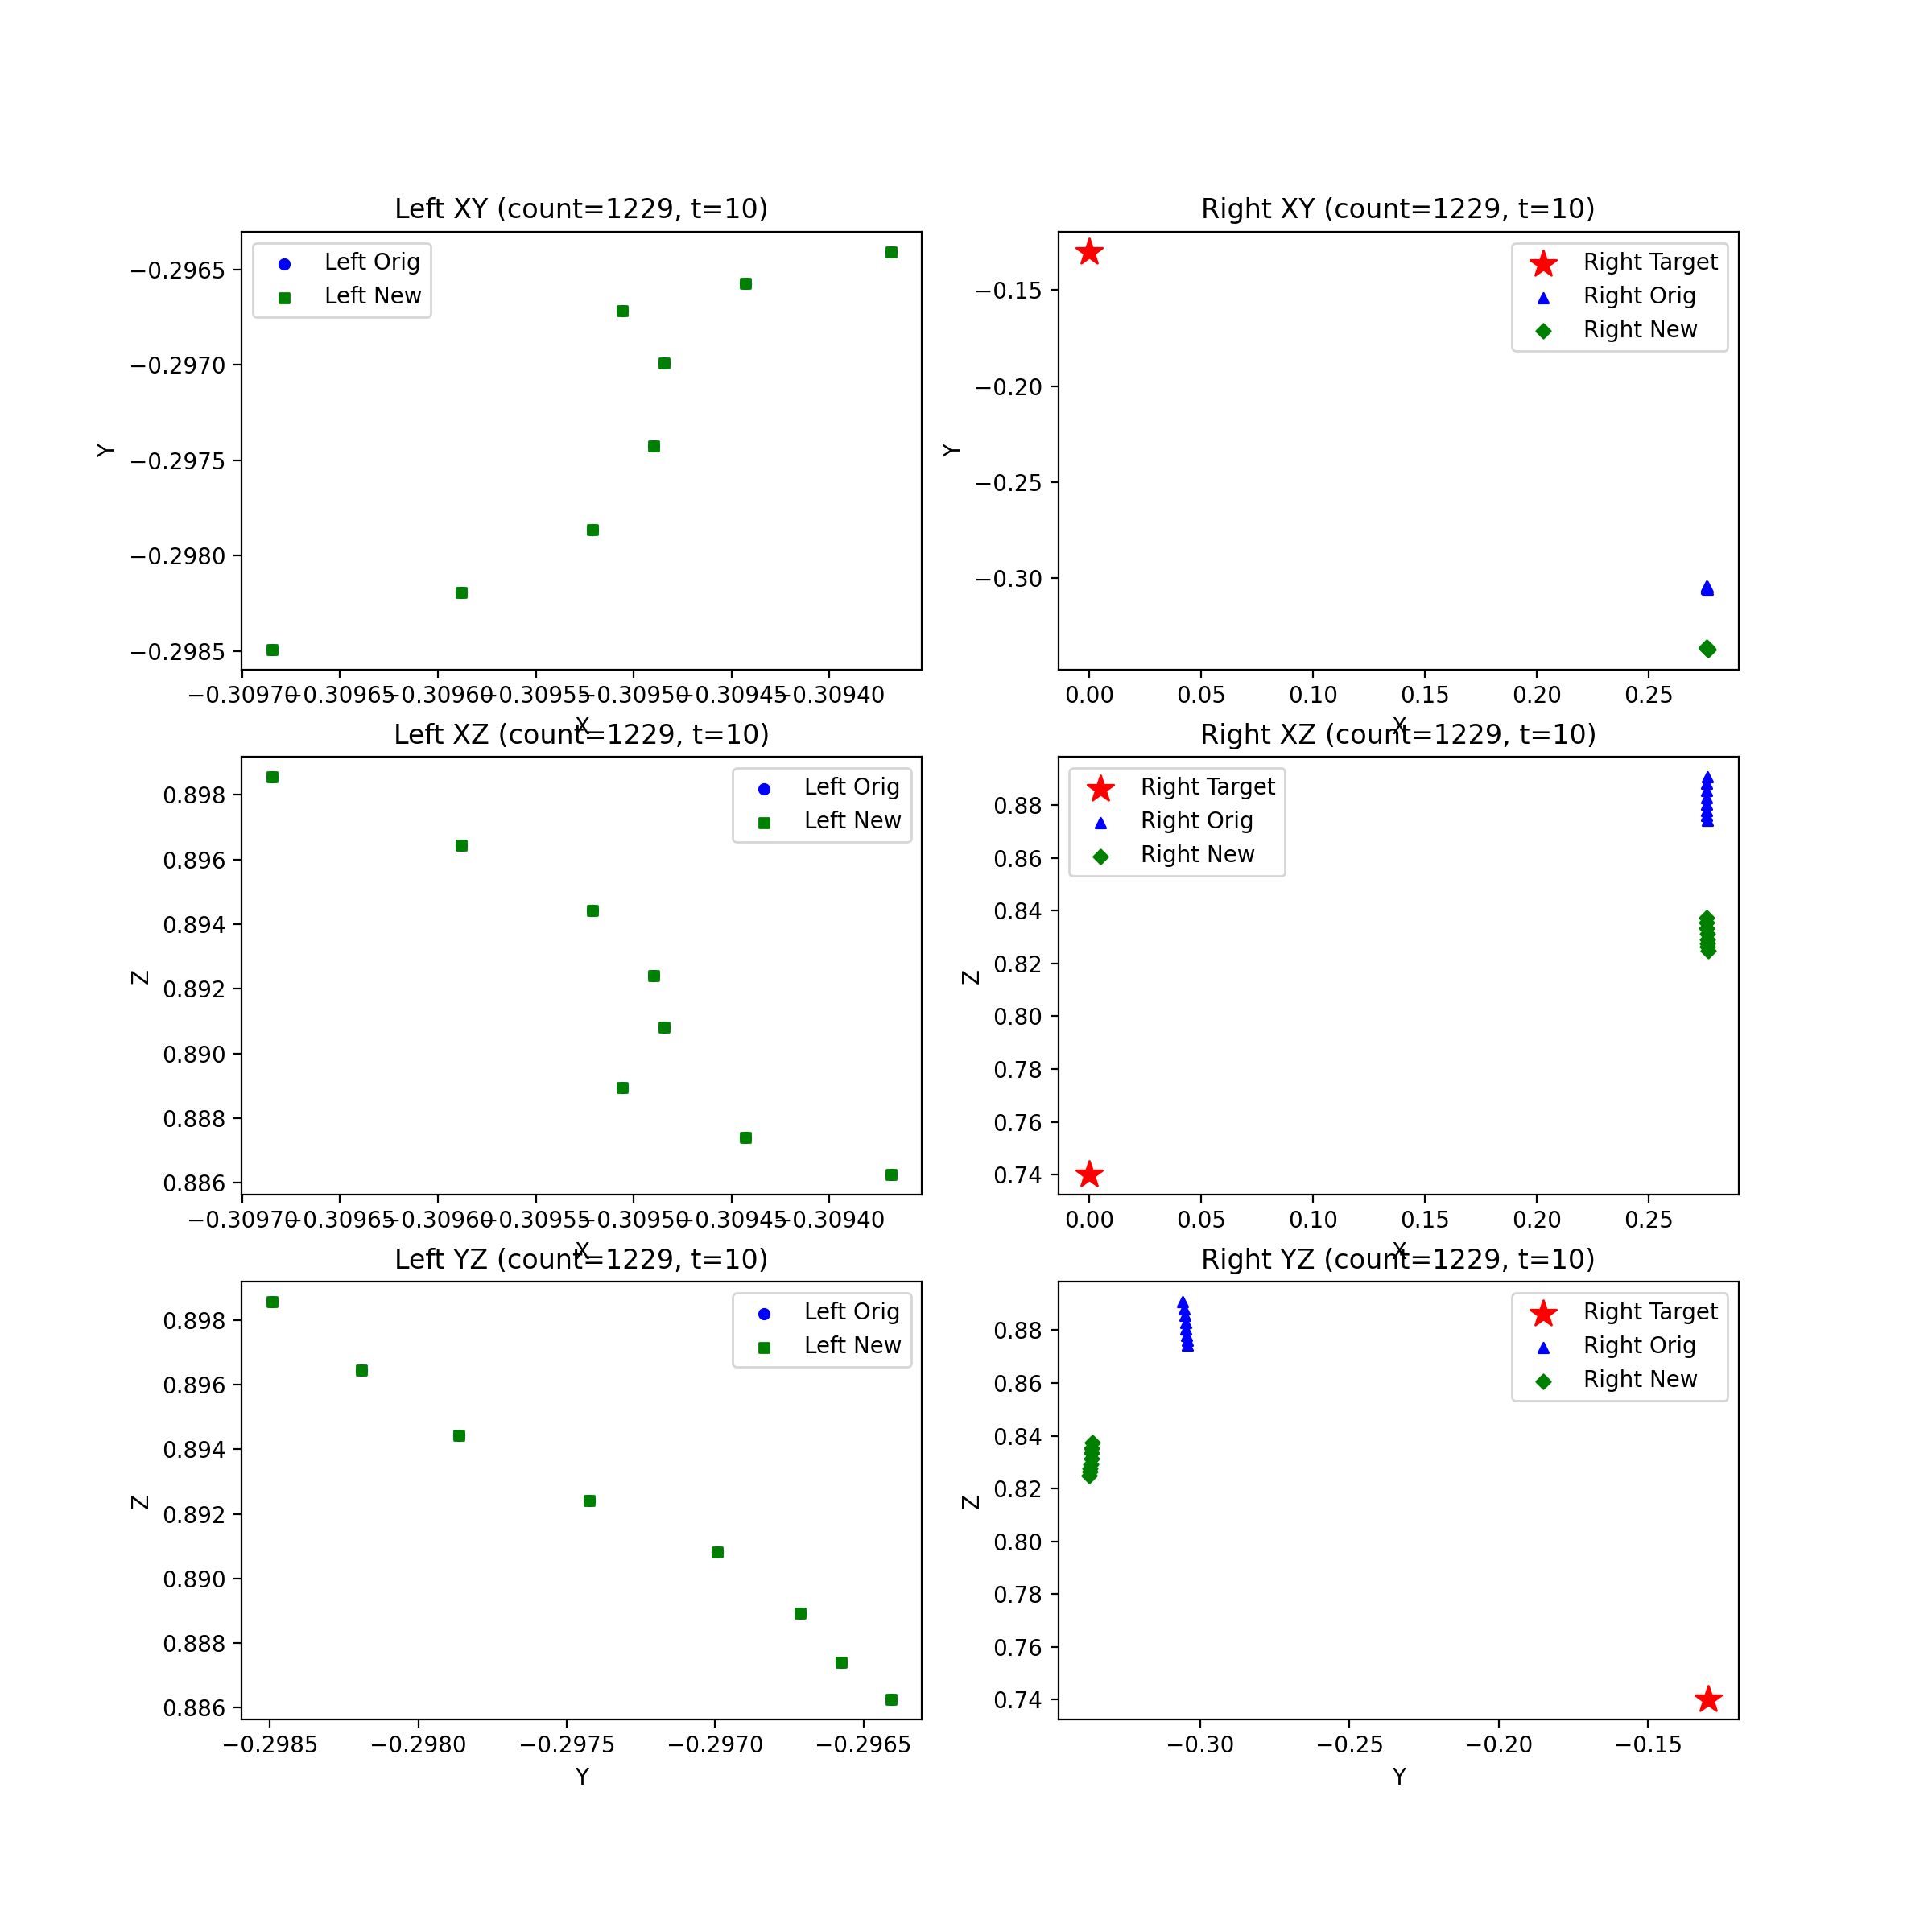 Left XY (count=1229, t=10)
Right XY (count=1229, t=10)
Left Orig
Left New
Right Target
Right Orig
Right New
Y
−0.2965
−0.2970
−0.2975
−0.2980
−0.2985
Y
−0.15
−0.20
−0.25
−0.30
−0.30970 −0.30965 −0.30960 −0.30955 −0.30950 −0.30945 −0.30940
X
0.00 0.05 0.10 0.15 0.20 0.25
X
Left XZ (count=1229, t=10)
Right XZ (count=1229, t=10)
Left Orig
Left New
Right Target
Right Orig
Right New
Z
0.898
0.896
0.894
0.892
0.890
0.888
0.886
Z
0.88
0.86
0.84
0.82
0.80
0.78
0.76
0.74
−0.30970 −0.30965 −0.30960 −0.30955 −0.30950 −0.30945 −0.30940
X
0.00 0.05 0.10 0.15 0.20 0.25
X
Left YZ (count=1229, t=10)
Right YZ (count=1229, t=10)
Left Orig
Left New
Right Target
Right Orig
Right New
Z
0.898
0.896
0.894
0.892
0.890
0.888
0.886
Z
0.88
0.86
0.84
0.82
0.80
0.78
0.76
0.74
−0.2985 −0.2980 −0.2975 −0.2970 −0.2965
Y
−0.30 −0.25 −0.20 −0.15
Y